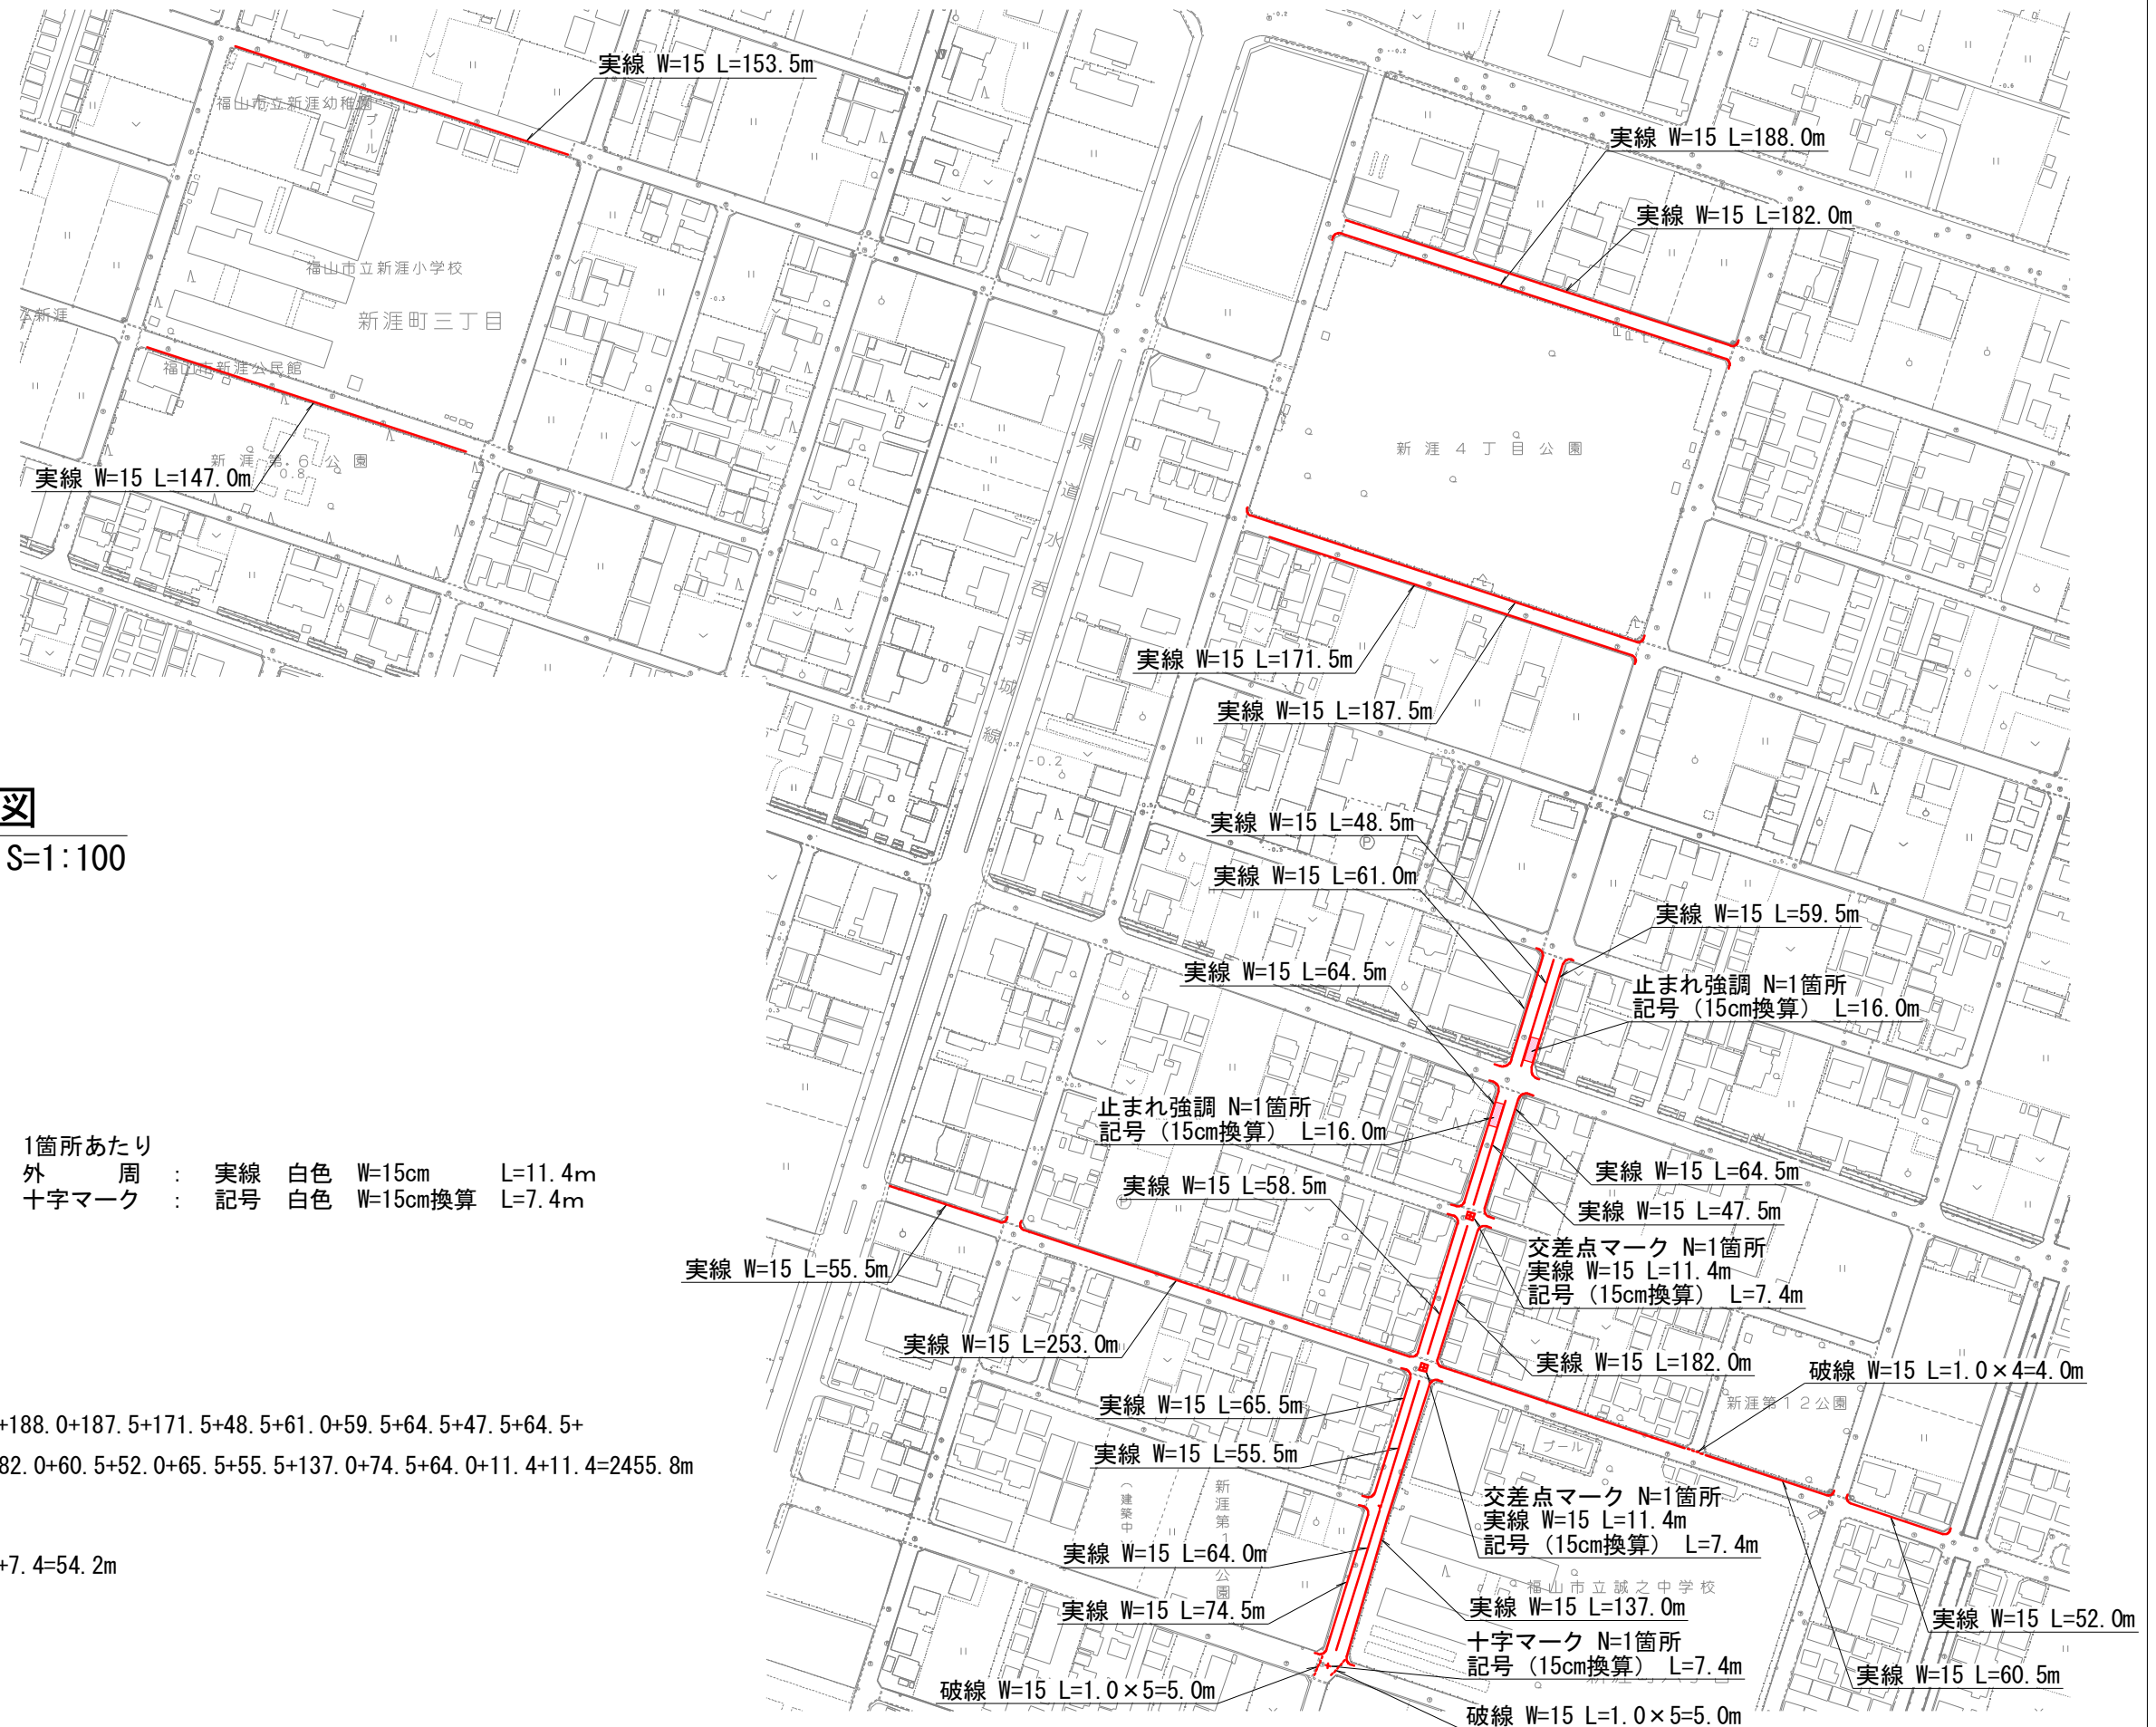 実線 W=15 L=153.5m
福山市立新涯幼稚園
プール
実線 W=15 L=188.0m
実線 W=15 L=182.0m
福山市立新涯小学校
新涯町三丁目
福山市新涯公民館
新涯第6公園
0.8
実線 W=15 L=147.0m
新涯4丁目公園
県道水呑手城線
実線 W=15 L=171.5m
実線 W=15 L=187.5m
-0.2
図
S=1:100
実線 W=15 L=48.5m
実線 W=15 L=61.0m
実線 W=15 L=59.5m
実線 W=15 L=64.5m
止まれ強調 N=1箇所
記号（15cm換算） L=16.0m
止まれ強調 N=1箇所
記号（15cm換算） L=16.0m
1箇所あたり
外　　周 ： 実線 白色 W=15cm L=11.4m
十字マーク ： 記号 白色 W=15cm換算 L=7.4m
実線 W=15 L=64.5m
実線 W=15 L=58.5m
実線 W=15 L=47.5m
交差点マーク N=1箇所
実線 W=15 L=11.4m
記号（15cm換算） L=7.4m
実線 W=15 L=55.5m
実線 W=15 L=253.0m
実線 W=15 L=182.0m
破線 W=15 L=1.0×4=4.0m
新涯第12公園
実線 W=15 L=65.5m
実線 W=15 L=55.5m
プール
+188.0+187.5+171.5+48.5+61.0+59.5+64.5+47.5+64.5+
82.0+60.5+52.0+65.5+55.5+137.0+74.5+64.0+11.4+11.4=2455.8m
（建築中
交差点マーク N=1箇所
実線 W=15 L=11.4m
記号（15cm換算） L=7.4m
+7.4=54.2m
実線 W=15 L=64.0m
福山市立誠之中学校
実線 W=15 L=74.5m
実線 W=15 L=137.0m
実線 W=15 L=52.0m
十字マーク N=1箇所
記号（15cm換算） L=7.4m
実線 W=15 L=60.5m
破線 W=15 L=1.0×5=5.0m
破線 W=15 L=1.0×5=5.0m